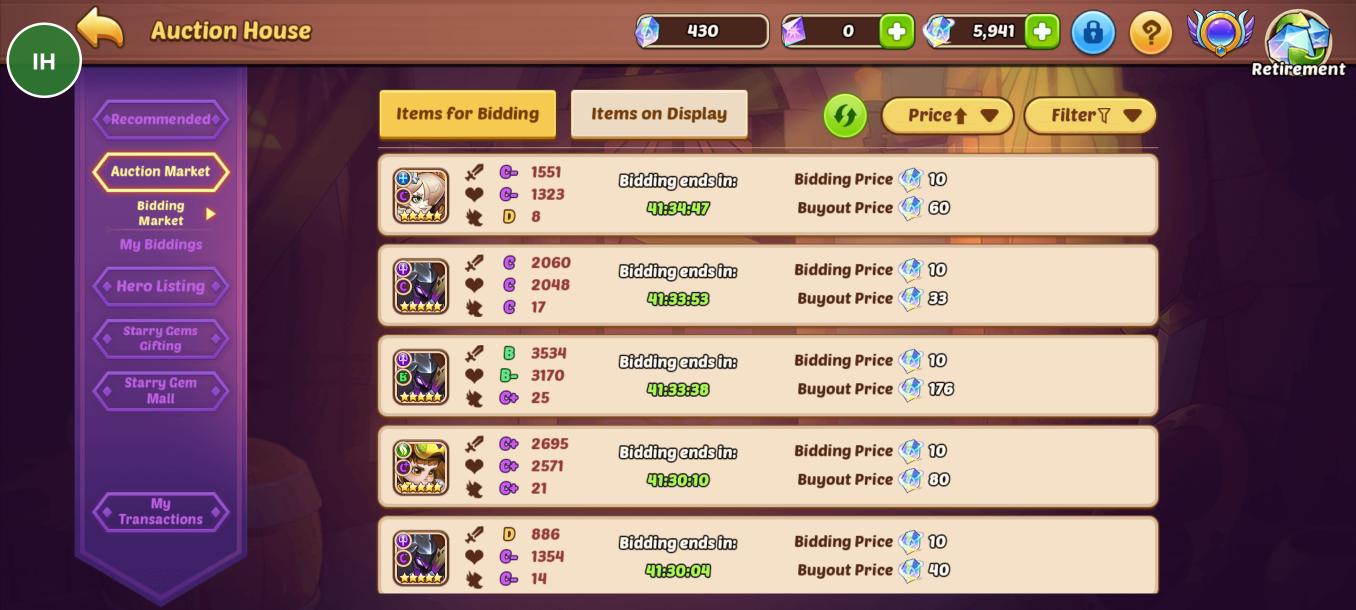 IH
Auction House
430
0
5,941
Retirement
Recommended
Auction Market
Bidding
Market
My Biddings
Hero Listing
Starry Gems
Gifting
Starry Gem
Mall
My
Transactions
Items for Bidding
Items on Display
Price
Filter
C
C- 1551
C- 1323
D 8
Bidding ends in:
41:34:47
Bidding Price 10
Buyout Price 60
C
C 2060
C 2048
C 17
Bidding ends in:
41:33:53
Bidding Price 10
Buyout Price 33
B
B 3534
B- 3170
C+ 25
Bidding ends in:
41:33:38
Bidding Price 10
Buyout Price 176
C
C+ 2695
C+ 2571
C+ 21
Bidding ends in:
41:30:10
Bidding Price 10
Buyout Price 80
C
D 886
C- 1354
C- 14
Bidding ends in:
41:30:04
Bidding Price 10
Buyout Price 40